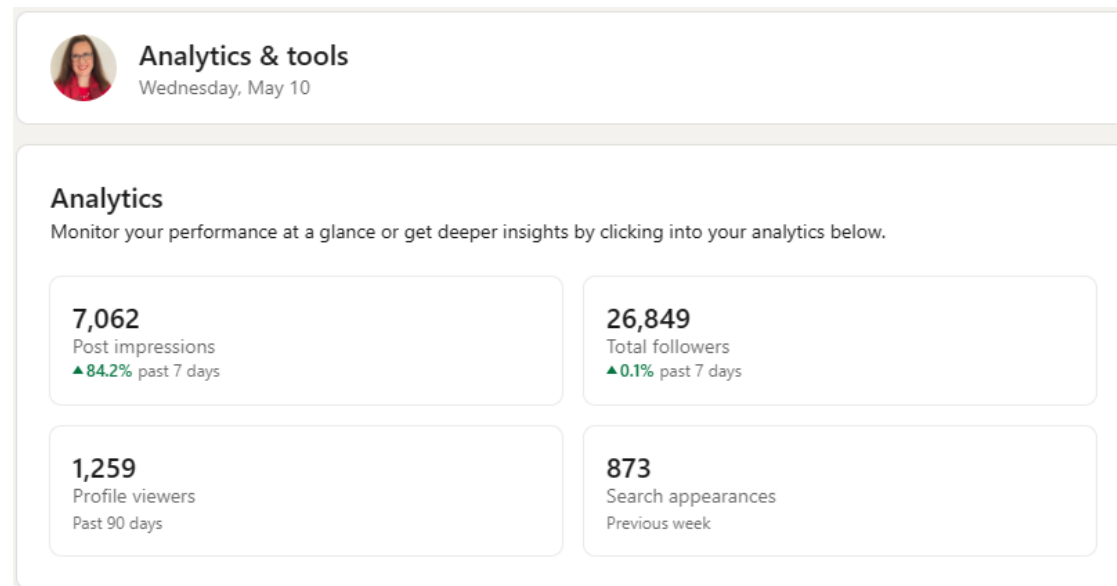 Analytics & tools
Wednesday, May 10
Analytics
Monitor your performance at a glance or get deeper insights by clicking into your analytics below.
7,062
Post impressions
▲84.2% past 7 days
26,849
Total followers
▲0.1% past 7 days
1,259
Profile viewers
Past 90 days
873
Search appearances
Previous week